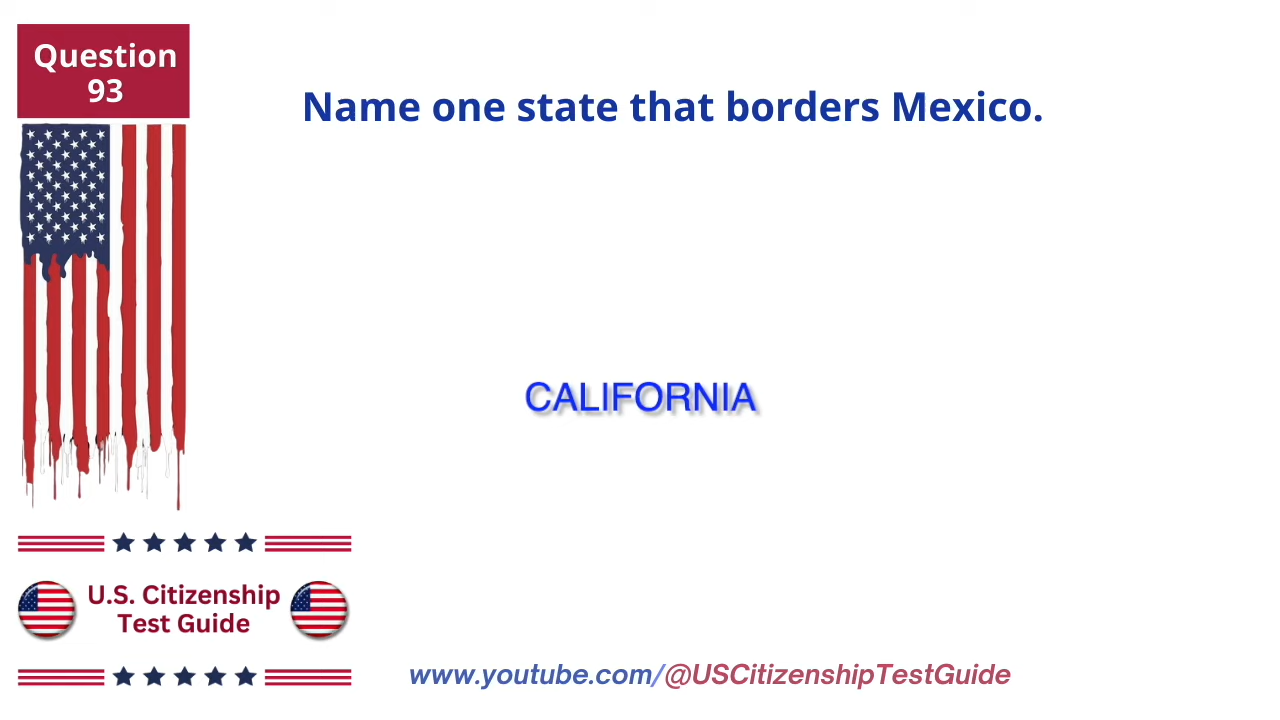 Question
93
Name one state that borders Mexico.
CALIFORNIA
U.S. Citizenship
Test Guide
www.youtube.com/@USCitizenshipTestGuide